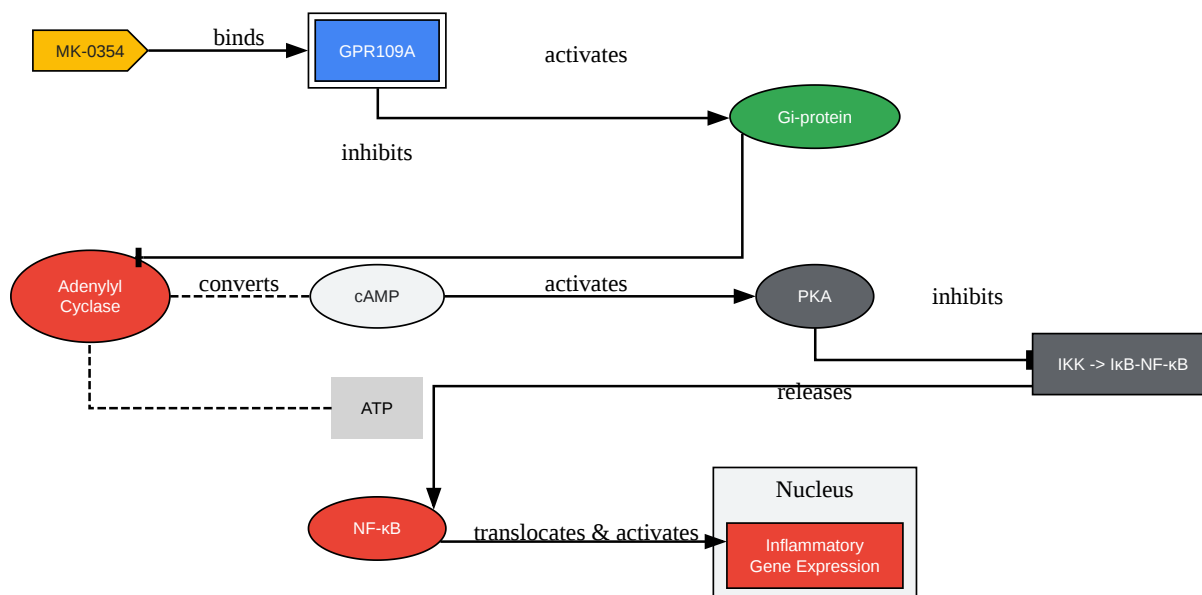 binds
MK-0354
GPR109A
activates
Gi-protein
inhibits
Adenylyl
Cyclase
converts
cAMP
activates
PKA
inhibits
IKK -> IκB-NF-κB
releases
ATP
Nucleus
NF-κB
translocates & activates
Inflammatory
Gene Expression